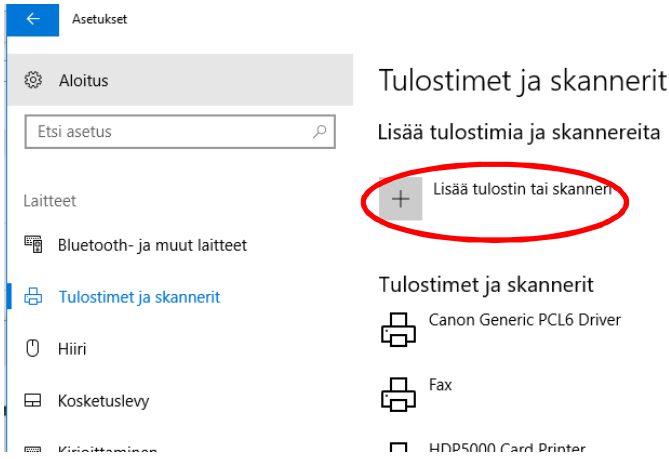 Asetukset
Aloitus
Etsi asetus
Laitteet
Bluetooth- ja muut laitteet
Tulostimet ja skannerit
Hiiri
Kosketuslevy
Kirjoittaminen
Tulostimet ja skannerit
Lisää tulostimia ja skannereita
Lisää tulostin tai skanneri
Tulostimet ja skannerit
Canon Generic PCL6 Driver
Fax
HDP5000 Card Printer